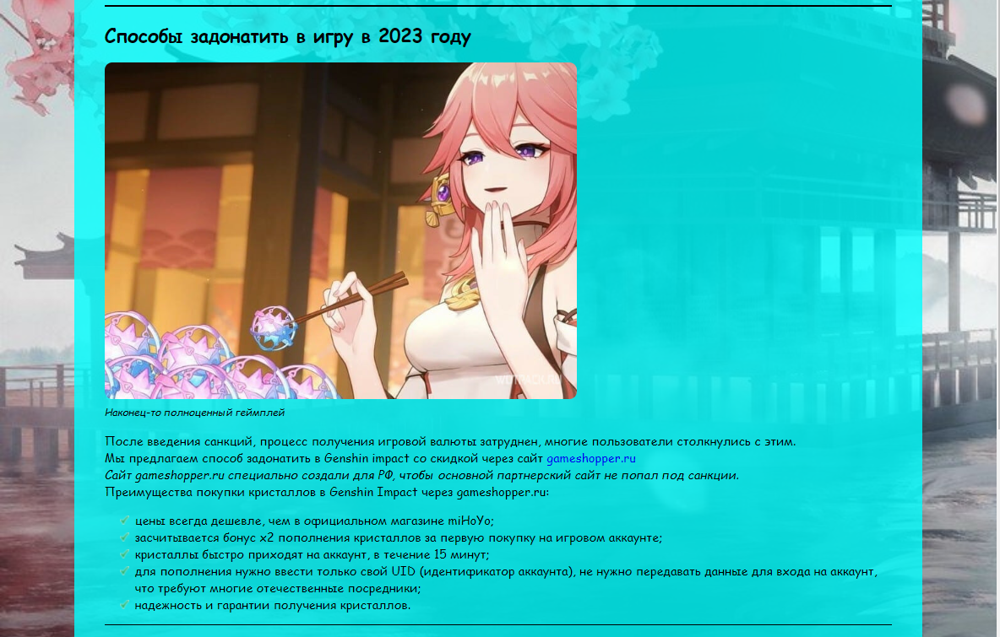 Способы задонатить в игру в 2023 году
WOTPACK.RU
Наконец-то полноценный геймплей
После введения санкций, процесс получения игровой валюты затруднен, многие пользователи столкнулись с этим.
Мы предлагаем способ задонатить в Genshin impact со скидкой через сайт gameshopper.ru
Сайт gameshopper.ru специально создали для РФ, чтобы основной партнерский сайт не попал под санкции.
Преимущества покупки кристаллов в Genshin Impact через gameshopper.ru:
цены всегда дешевле, чем в официальном магазине miHoYo;
засчитывается бонус x2 пополнения кристаллов за первую покупку на игровом аккаунте;
кристаллы быстро приходят на аккаунт, в течение 15 минут;
для пополнения нужно ввести только свой UID (идентификатор аккаунта), не нужно передавать данные для входа на аккаунт,
что требуют многие отечественные посредники;
надежность и гарантии получения кристаллов.